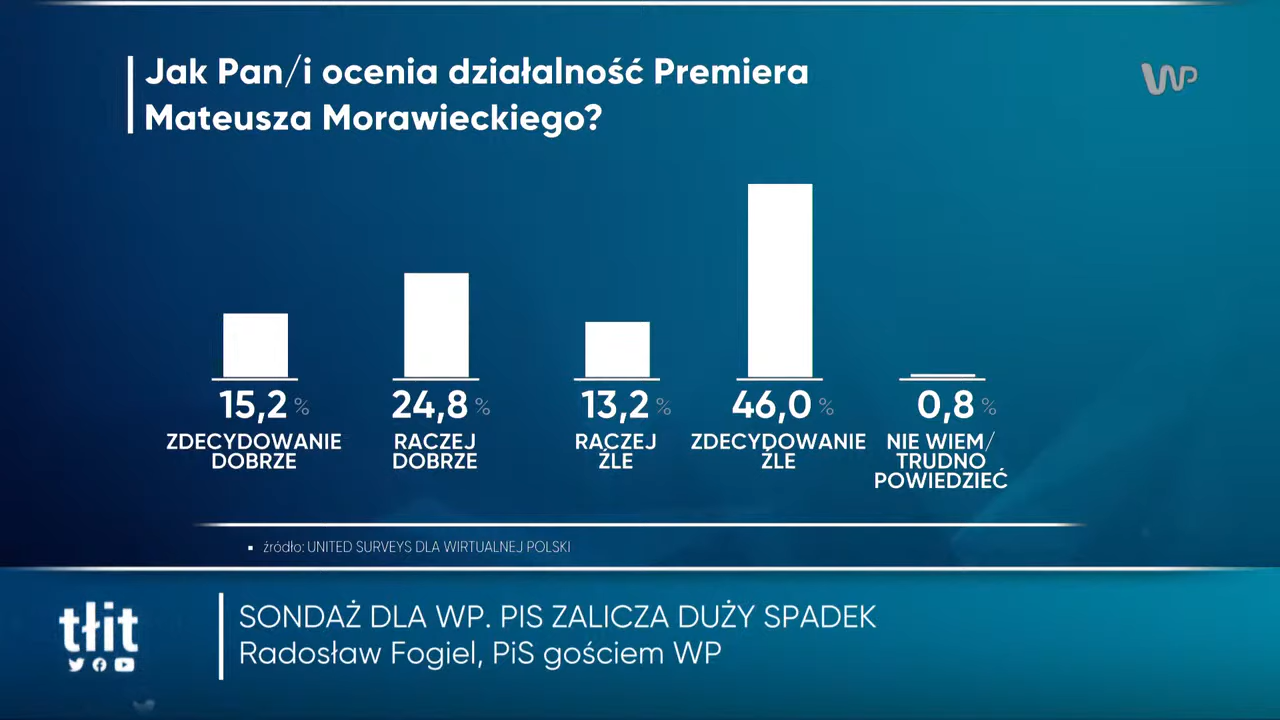 Jak Pan/i ocenia działalność Premiera
Mateusza Morawieckiego?
WP
15,2 %
ZDECYDOWANIE
DOBRZE
24,8 %
RACZEJ
DOBRZE
13,2 %
RACZEJ
ŹLE
46,0 %
ZDECYDOWANIE
ŹLE
0,8 %
NIE WIEM/
TRUDNO
POWIEDZIEĆ
źródło: UNITED SURVEYS DLA WIRTUALNEJ POLSKI
tłit
SONDAŻ DLA WP. PIS ZALICZA DUŻY SPADEK
Radosław Fogiel, PiS gościem WP